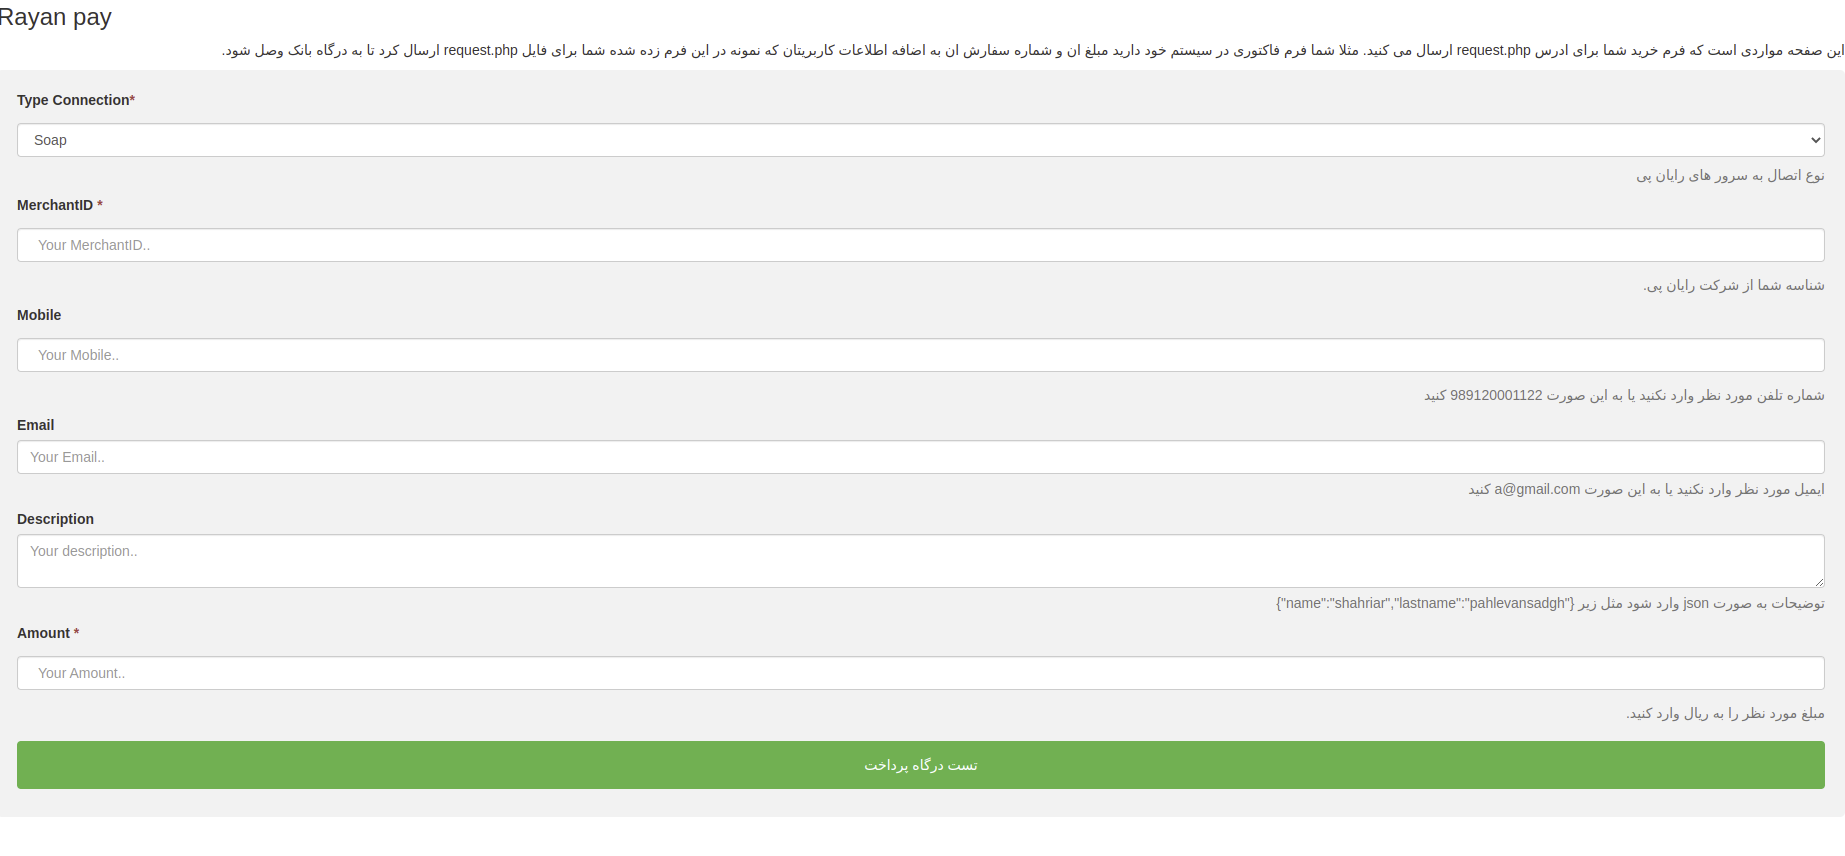 Rayan pay
این صفحه مواردی است که فرم خرید شما برای ادرس request.php ارسال می کنید. مثلا شما فرم فاکتوری در سیستم خود دارید مبلغ ان و شماره سفارش ان به اضافه اطلاعات کاربریتان که نمونه در این فرم زده شده شما برای فایل request.php ارسال کرد تا به درگاه بانک وصل شود.
Type Connection*
Soap
نوع اتصال به سرور های رایان پی
MerchantID *
Your MerchantID..
شناسه شما از شرکت رایان پی.
Mobile
Your Mobile..
شماره تلفن مورد نظر وارد نکنید یا به این صورت 989120001122 کنید
Email
Your Email..
ایمیل مورد نظر وارد نکنید یا به این صورت a@gmail.com کنید
Description
Your description..
توضیحات به صورت json وارد شود مثل زیر {"name":"shahriar","lastname":"pahlevansadgh"}
Amount *
Your Amount..
مبلغ مورد نظر را به ریال وارد کنید.
تست درگاه پرداخت